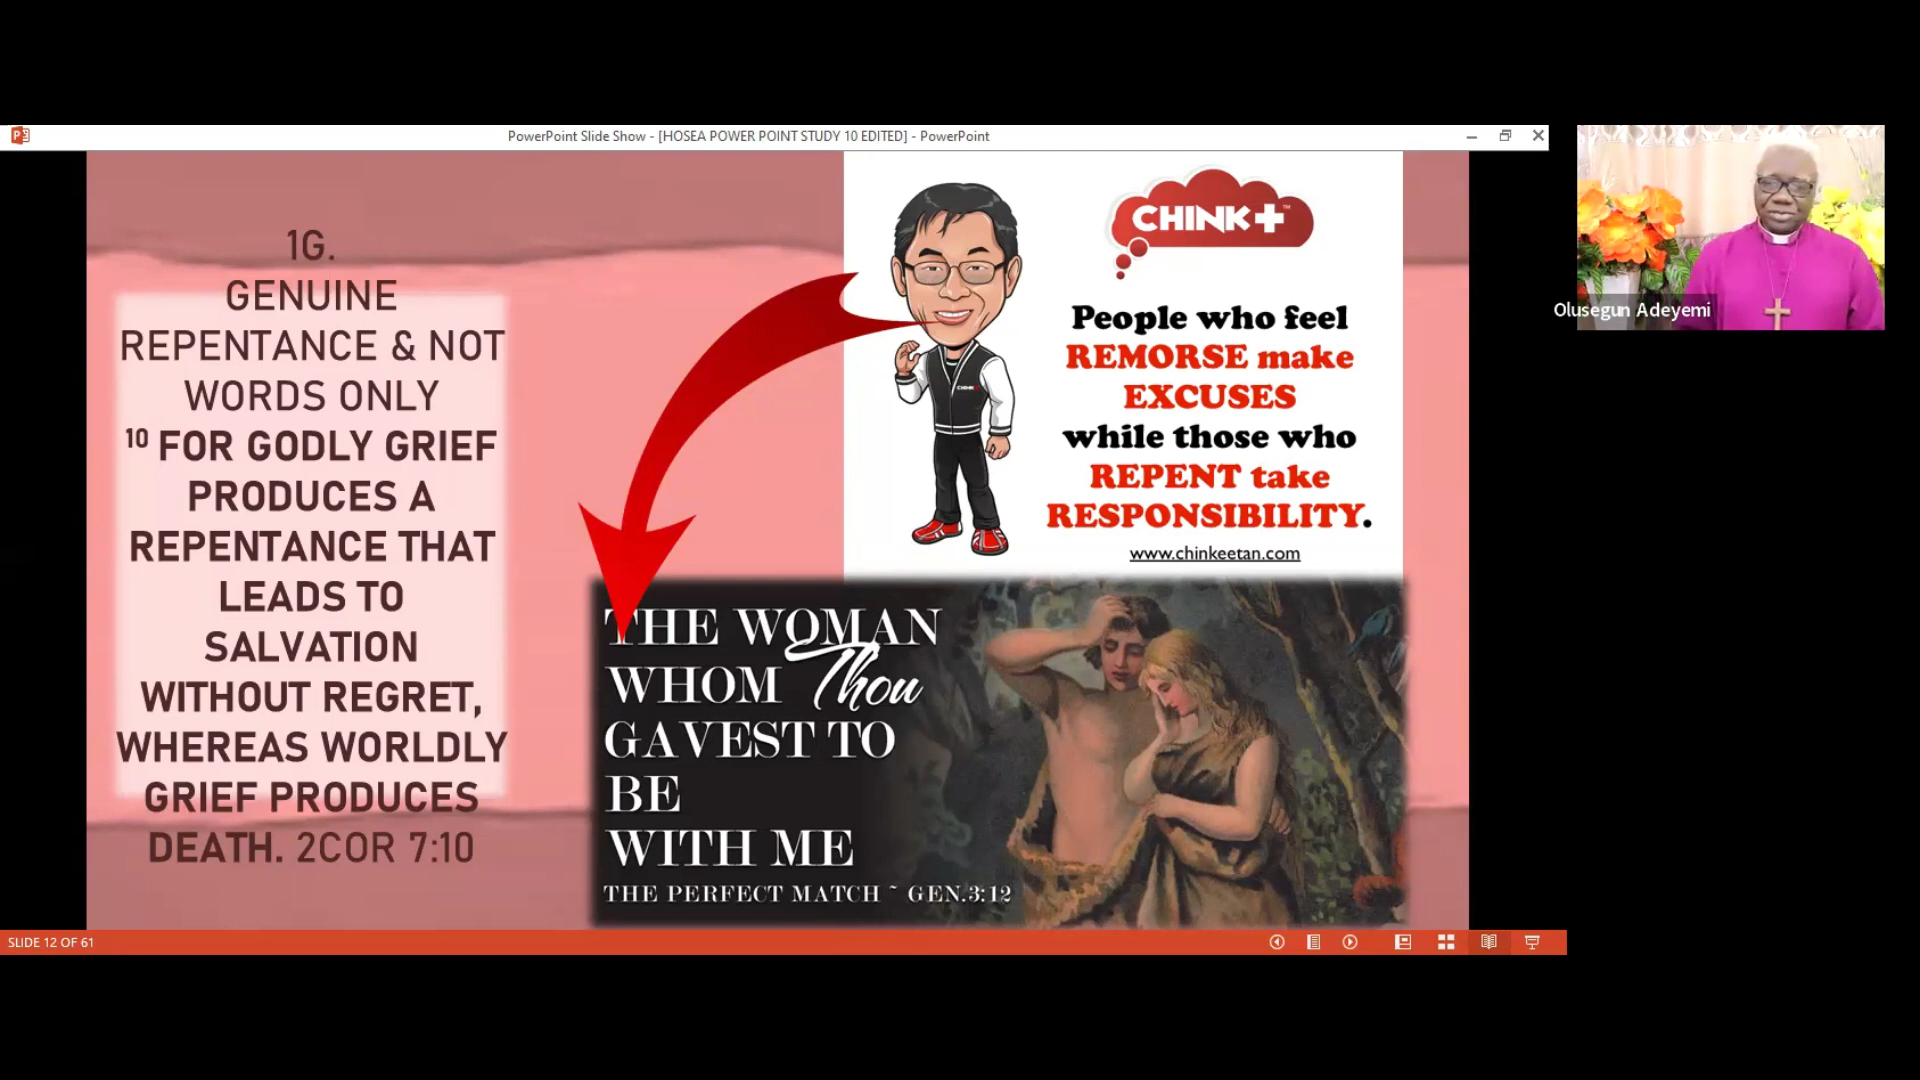 PowerPoint Slide Show - [HOSEA POWER POINT STUDY 10 EDITED] - PowerPoint
1G.
GENUINE
REPENTANCE & NOT
WORDS ONLY
¹⁰ FOR GODLY GRIEF
PRODUCES A
REPENTANCE THAT
LEADS TO
SALVATION
WITHOUT REGRET,
WHEREAS WORLDLY
GRIEF PRODUCES
DEATH. 2COR 7:10
CHINK+™
CHINK+
People who feel
REMORSE make
EXCUSES
while those who
REPENT take
RESPONSIBILITY.
www.chinkeetan.com
THE WOMAN
WHOM Thou
GAVEST TO
BE
WITH ME
THE PERFECT MATCH ~ GEN.3:12
Olusegun Adeyemi
SLIDE 12 OF 61